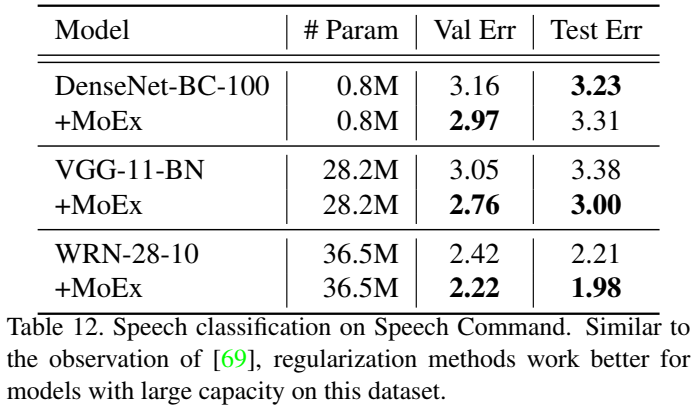 Model # Param Val Err Test Err
DenseNet-BC-100 0.8M 3.16 3.23
+MoEx 0.8M 2.97 3.31
VGG-11-BN 28.2M 3.05 3.38
+MoEx 28.2M 2.76 3.00
WRN-28-10 36.5M 2.42 2.21
+MoEx 36.5M 2.22 1.98
Table 12. Speech classification on Speech Command. Similar to
the observation of [69], regularization methods work better for
models with large capacity on this dataset.